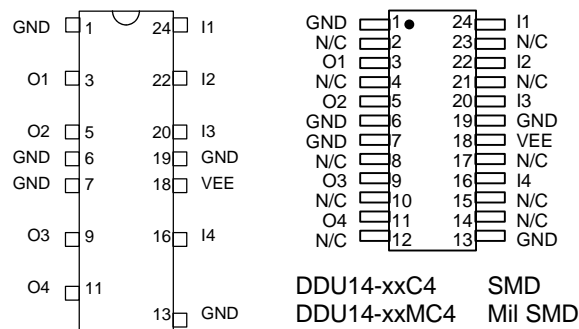 GND 1 24 I1
O1 3 22 I2
O2 5 20 I3
GND 6 19 GND
GND 7 18 VEE
O3 9 16 I4
O4 11
13 GND
GND 1 24 I1
N/C 2 23 N/C
O1 3 22 I2
N/C 4 21 N/C
O2 5 20 I3
GND 6 19 GND
GND 7 18 VEE
N/C 8 17 N/C
O3 9 16 I4
N/C 10 15 N/C
O4 11 14 N/C
N/C 12 13 GND
DDU14-xxC4 SMD
DDU14-xxMC4 Mil SMD